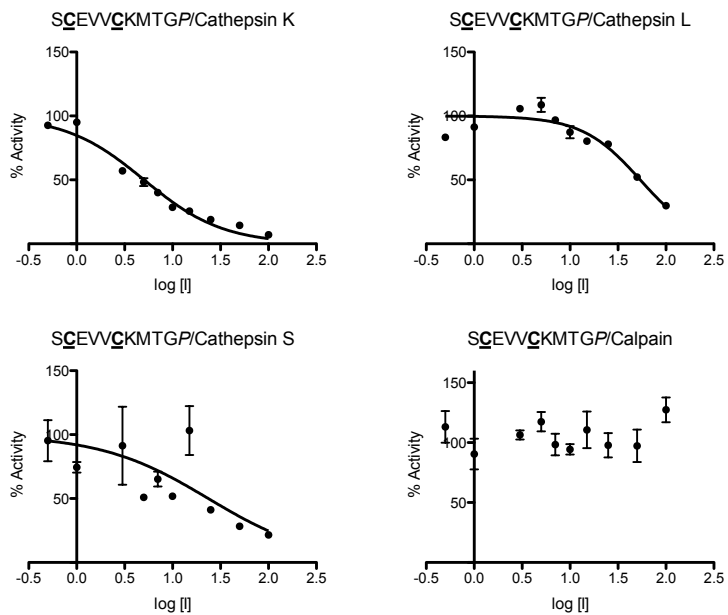 SCEVVCKMTGP/Cathepsin K
150
100
50
0
-0.5 0.0 0.5 1.0 1.5 2.0 2.5
% Activity
log [I]
SCEVVCKMTGP/Cathepsin L
150
100
50
0
-0.5 0.0 0.5 1.0 1.5 2.0 2.5
% Activity
log [I]
SCEVVCKMTGP/Cathepsin S
150
100
50
0
-0.5 0.0 0.5 1.0 1.5 2.0 2.5
% Activity
log [I]
SCEVVCKMTGP/Calpain
150
100
50
-0.5 0.0 0.5 1.0 1.5 2.0 2.5
% Activity
log [I]